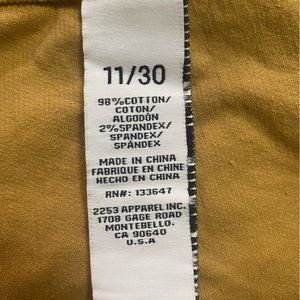 11/30
98%COTTON/
COTON/
ALGODÓN
2%SPANDEX/
SPANDEX/
SPÁNDEX
MADE IN CHINA
FABRIQUE EN CHINE
HECHO EN CHINA
RN#: 133647
2253 APPAREL INC.
1708 GAGE ROAD
MONTEBELLO,
CA 90640
U.S.A